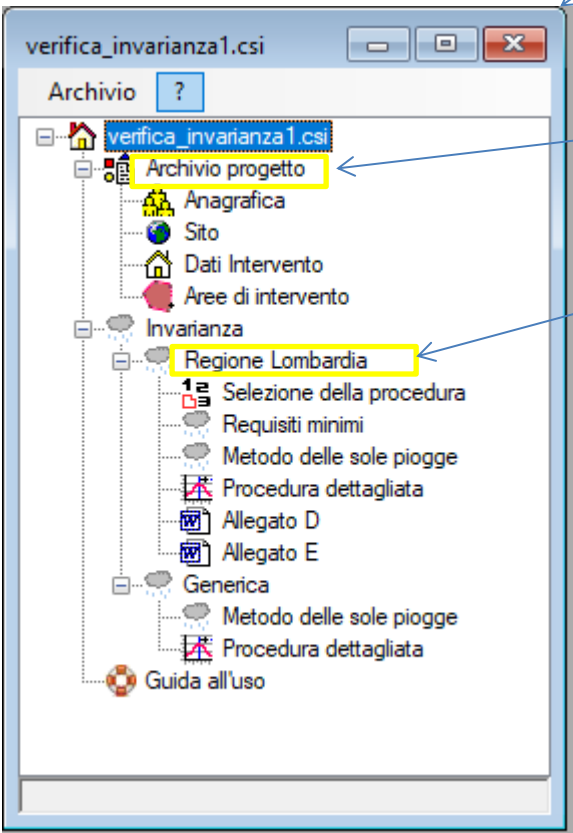 verifica_invarianza1.csi
Archivio ?
verifica_invarianza1.csi
Archivio progetto
Anagrafica
Sito
Dati Intervento
Aree di intervento
Invarianza
Regione Lombardia
Selezione della procedura
Requisiti minimi
Metodo delle sole piogge
Procedura dettagliata
Allegato D
Allegato E
Generica
Metodo delle sole piogge
Procedura dettagliata
Guida all'uso